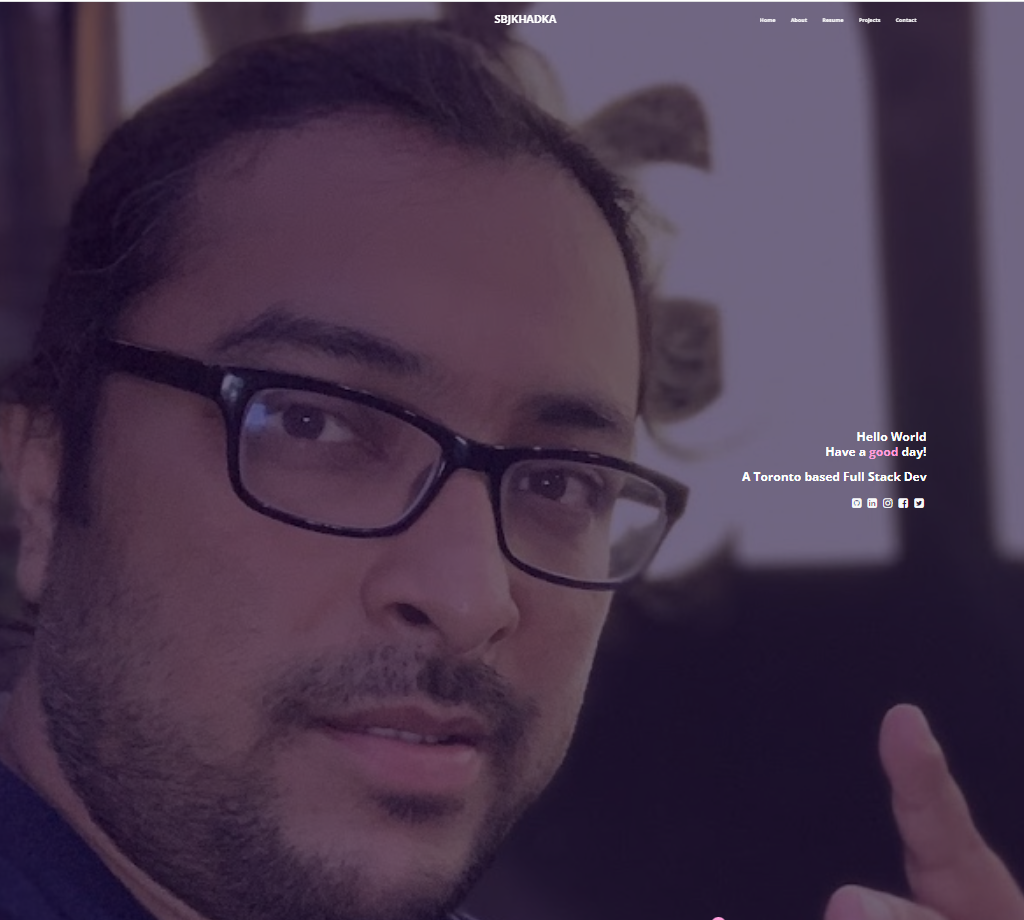 SBJKHADKA
Home About Resume Projects Contact
Hello World
Have a good day!
A Toronto based Full Stack Dev